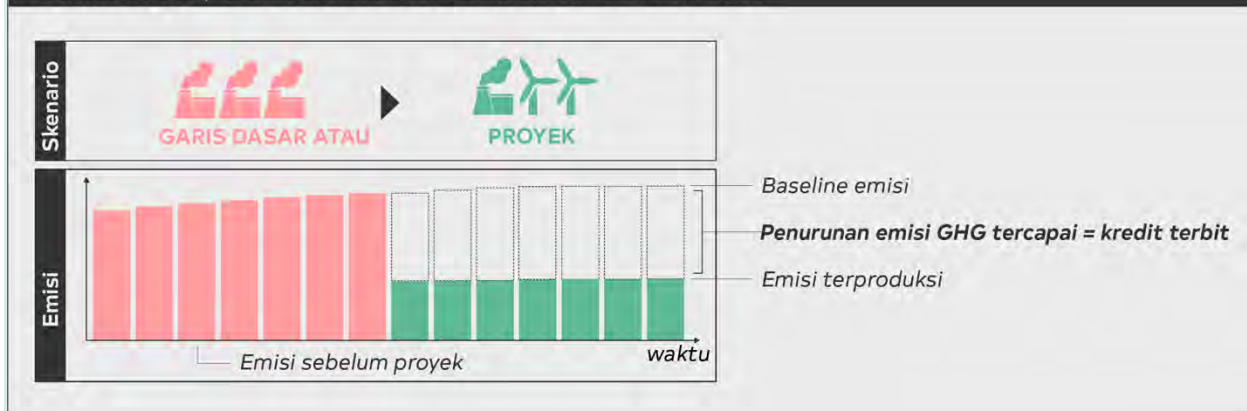 Skenario
GARIS DASAR ATAU
PROYEK
Emisi
Baseline emisi
Penurunan emisi GHG tercapai = kredit terbit
Emisi terproduksi
waktu
Emisi sebelum proyek